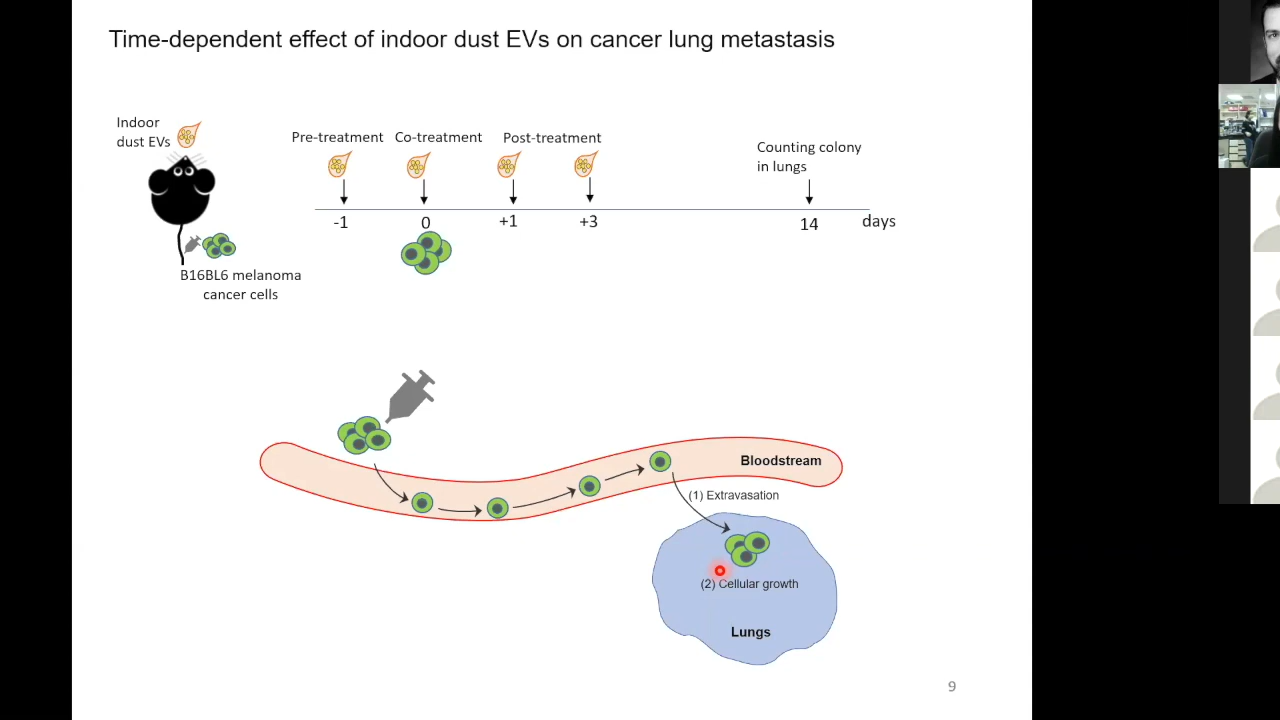 Time-dependent effect of indoor dust EVs on cancer lung metastasis
Indoor
dust EVs
Pre-treatment
Co-treatment
Post-treatment
Counting colony
in lungs
-1
0
+1
+3
14
days
B16BL6 melanoma
cancer cells
Bloodstream
(1) Extravasation
(2) Cellular growth
Lungs
9